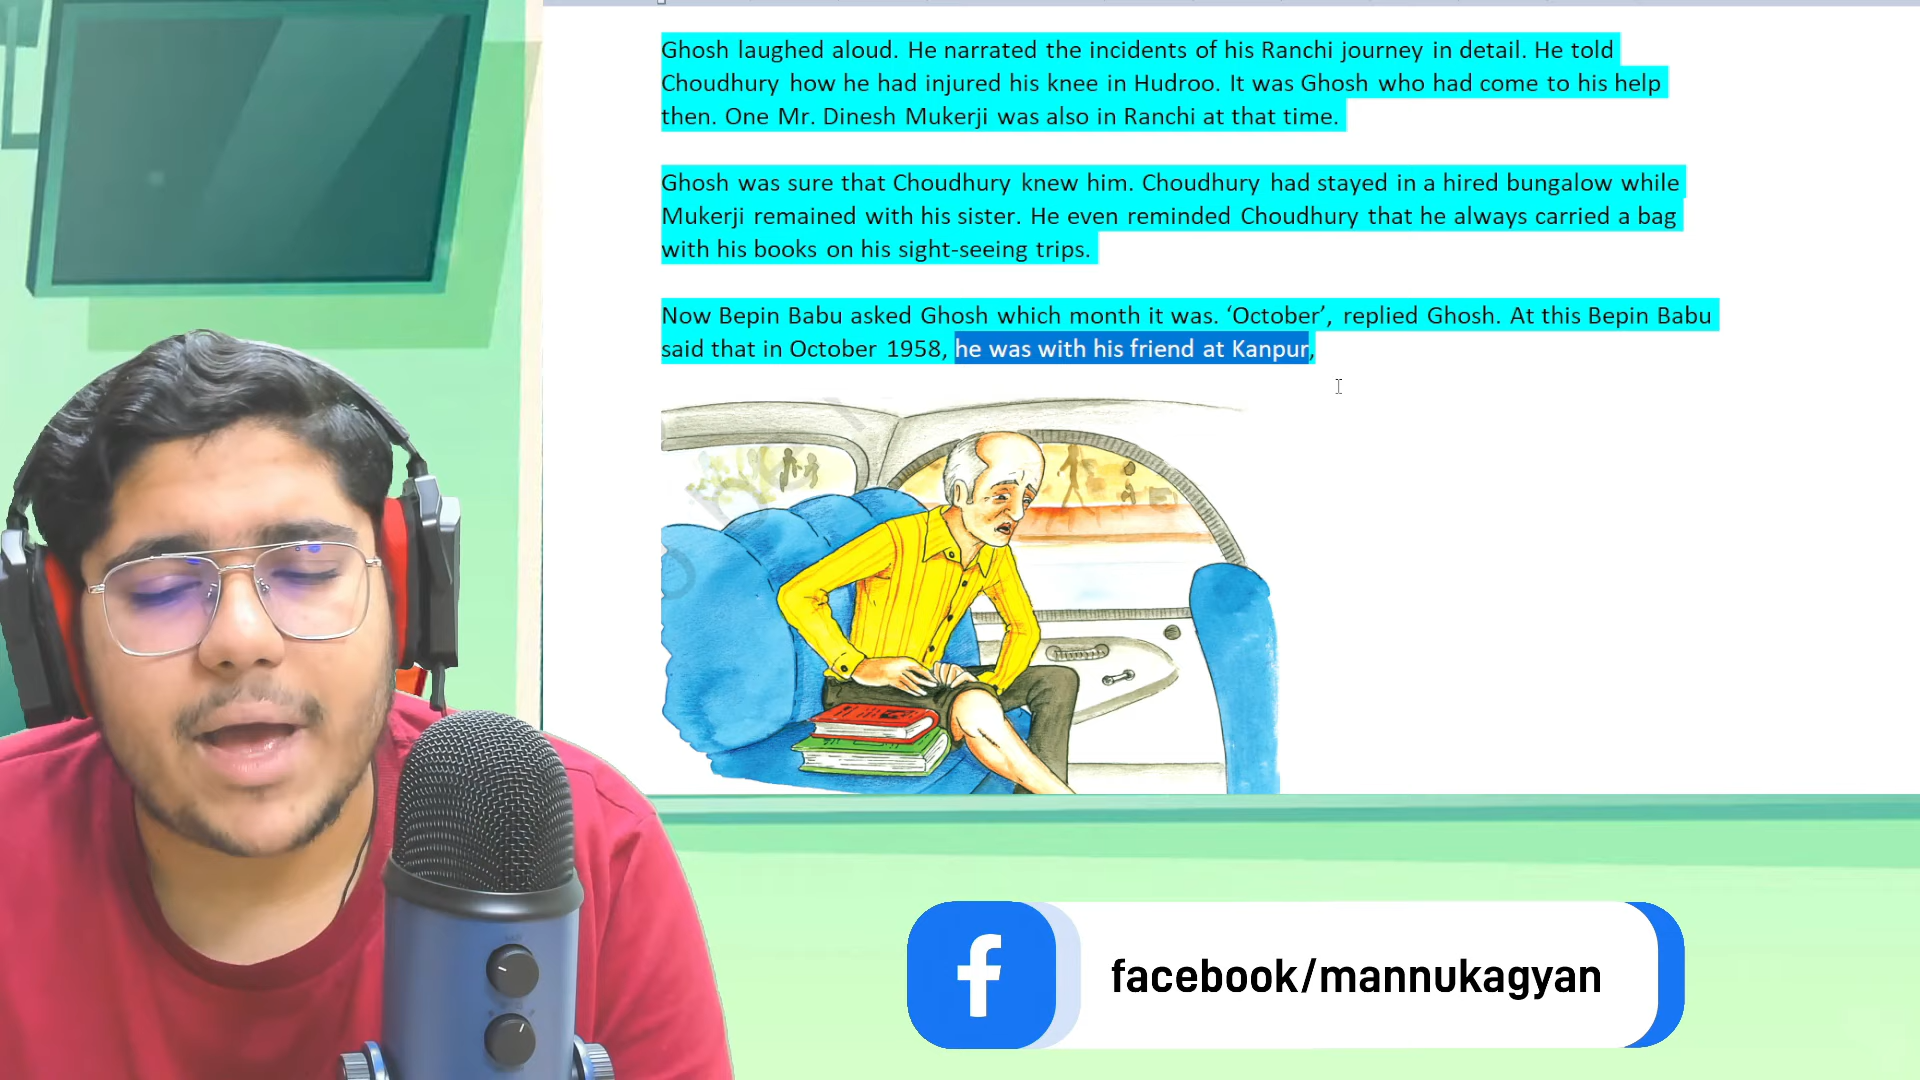 Ghosh laughed aloud. He narrated the incidents of his Ranchi journey in detail. He told
Choudhury how he had injured his knee in Hudroo. It was Ghosh who had come to his help
then. One Mr. Dinesh Mukerji was also in Ranchi at that time.
Ghosh was sure that Choudhury knew him. Choudhury had stayed in a hired bungalow while
Mukerji remained with his sister. He even reminded Choudhury that he always carried a bag
with his books on his sight-seeing trips.
Now Bepin Babu asked Ghosh which month it was. ‘October’, replied Ghosh. At this Bepin Babu
said that in October 1958, he was with his friend at Kanpur,
facebook/mannukagyan